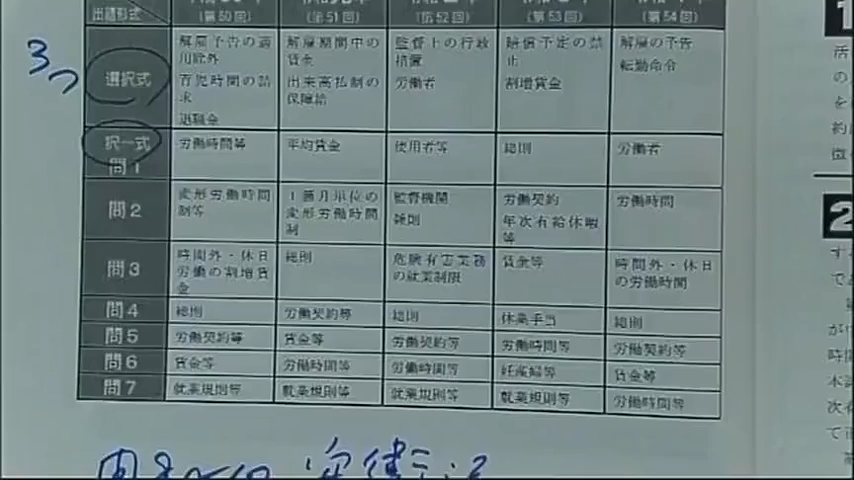 出題形式
(第50回) (第51回) (第52回) (第53回) (第54回)
3つ
選択式
解雇予告の適用除外
育児時間の請求
退職金
解雇期間中の賃金
出来高払制の保障給
監督上の行政措置
労働者
賠償予定の禁止
割増賃金
解雇の予告
転勤命令
択一式
問1
労働時間等
平均賃金
使用者等
総則
労働者
問2
変形労働時間制等
1箇月単位の変形労働時間制
監督機関
雑則
労働契約
年次有給休暇等
労働時間
問3
時間外・休日労働の割増賃金
総則
危険有害業務の就業制限
賃金等
時間外・休日の労働時間
問4
総則
労働契約等
総則
休業手当
総則
問5
労働契約等
賃金等
労働契約等
労働時間等
労働契約等
問6
賃金等
労働時間等
労働時間等
妊産婦等
賃金等
問7
就業規則等
就業規則等
就業規則等
就業規則等
労働時間等
1
2